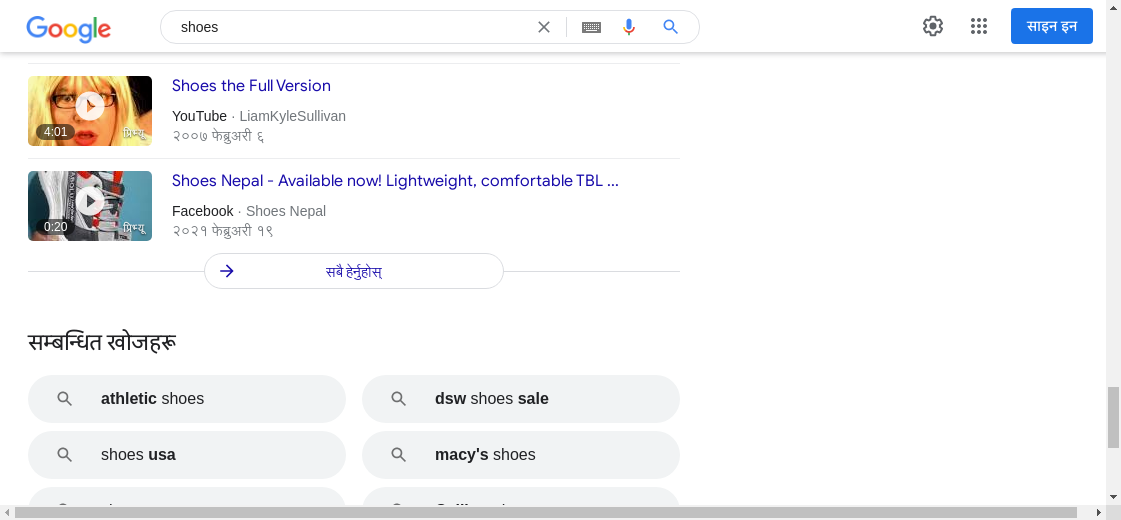 Google
shoes
साइन इन
Shoes the Full Version
YouTube · LiamKyleSullivan
२००७ फेब्रुअरी ६
4:01
प्रिभ्यू
Shoes Nepal - Available now! Lightweight, comfortable TBL ...
Facebook · Shoes Nepal
२०२१ फेब्रुअरी १९
0:20
प्रिभ्यू
सबै हेर्नुहोस्
सम्बन्धित खोजहरू
athletic shoes
dsw shoes sale
shoes usa
macy's shoes